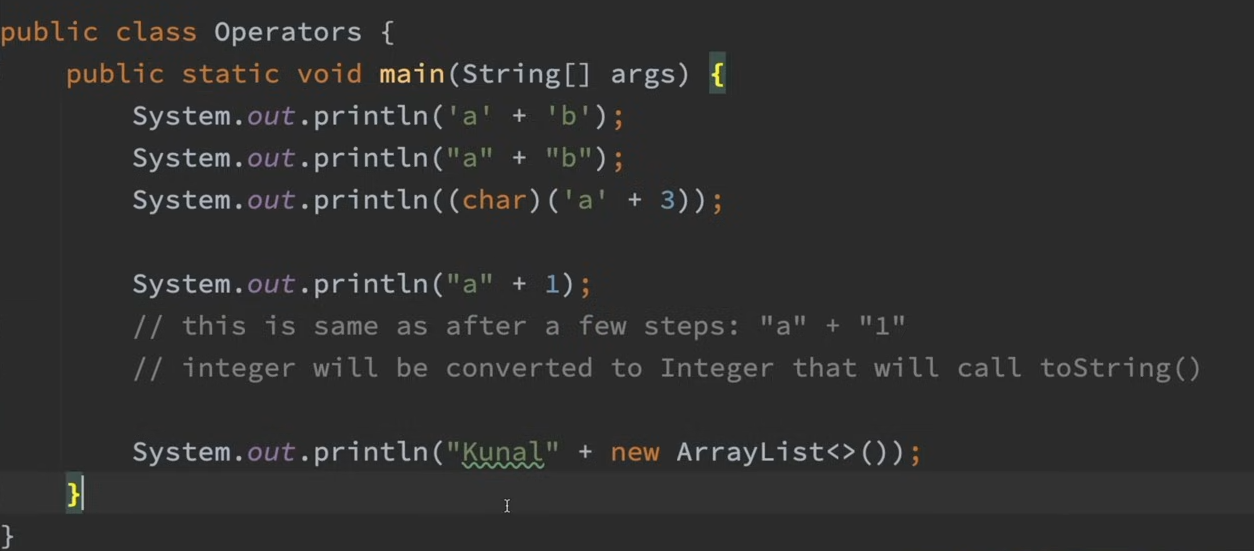 public class Operators {
    public static void main(String[] args) {
        System.out.println('a' + 'b');
        System.out.println("a" + "b");
        System.out.println((char)('a' + 3));
        System.out.println("a" + 1);
        // this is same as after a few steps: "a" + "1"
        // integer will be converted to Integer that will call toString()
        System.out.println("Kunal" + new ArrayList<>());
    }
}